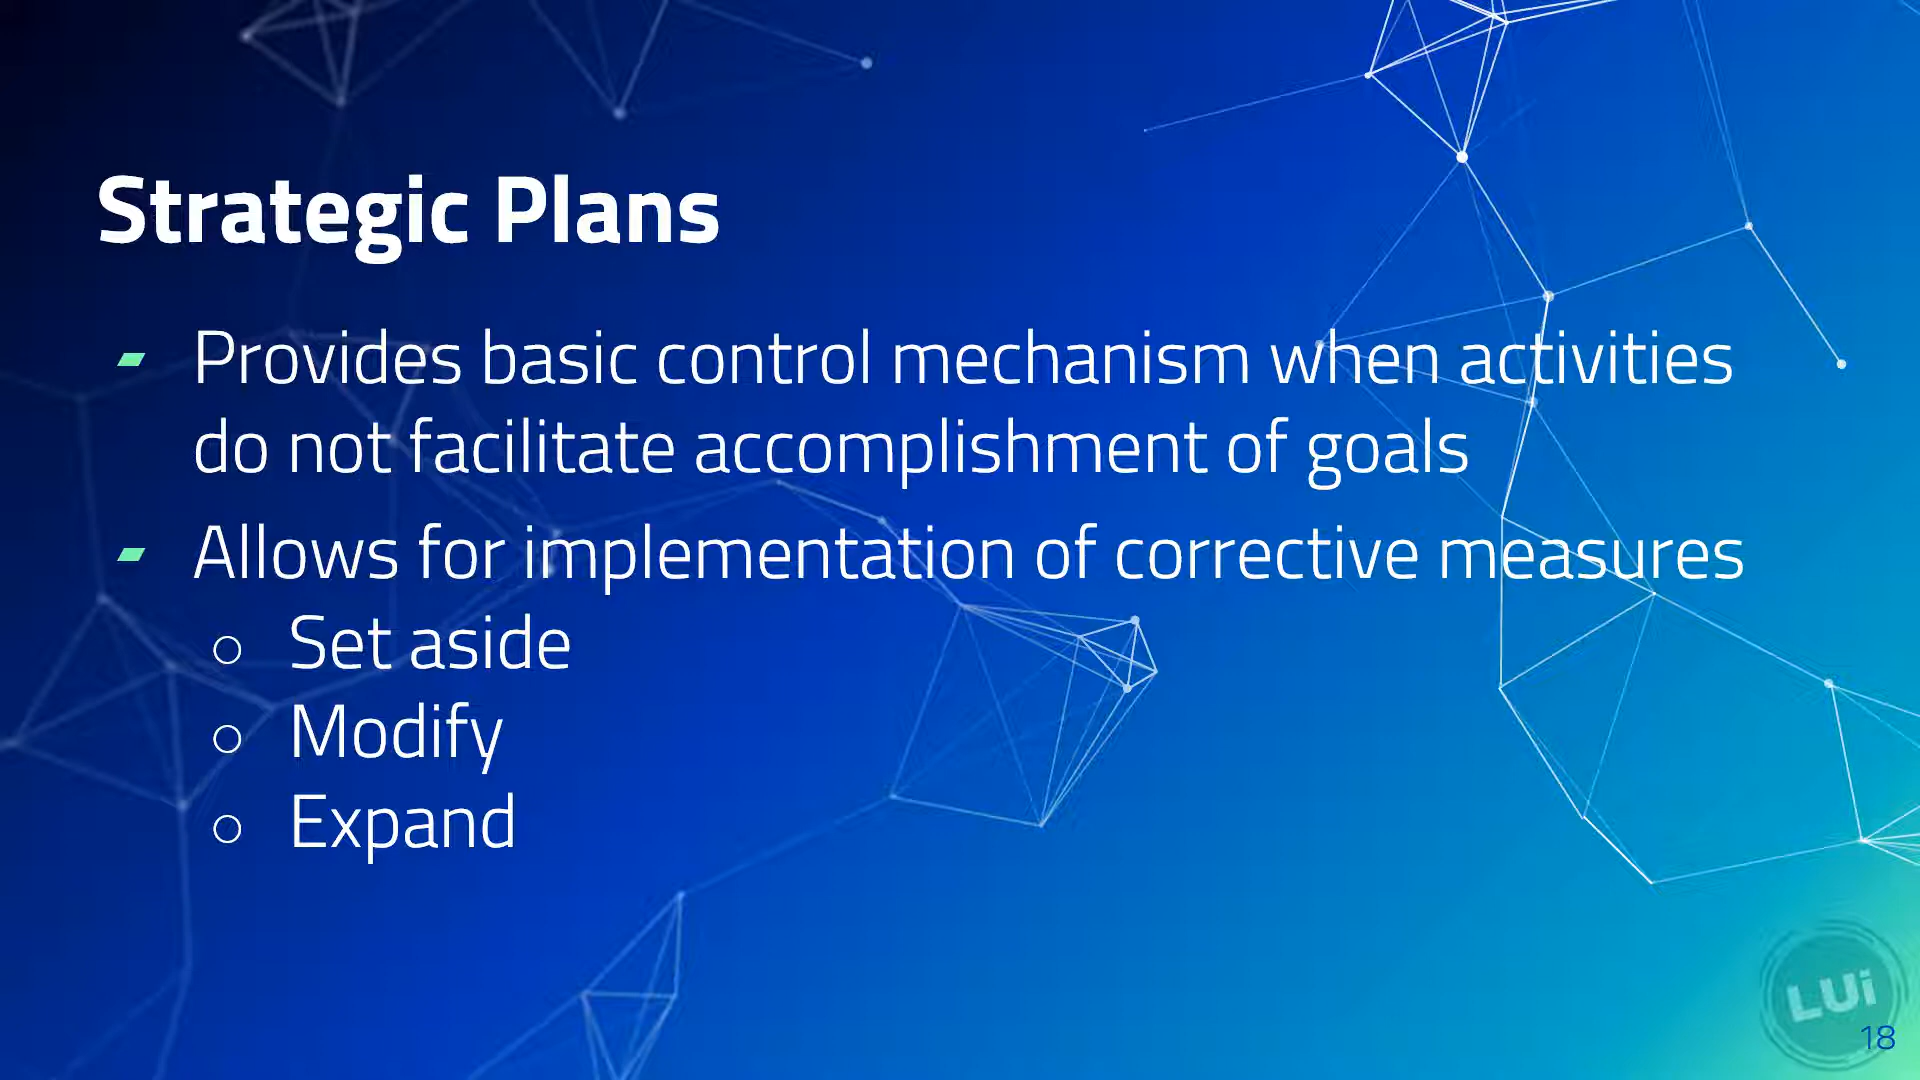 Strategic Plans
- Provides basic control mechanism when activities
do not facilitate accomplishment of goals
- Allows for implementation of corrective measures
○ Set aside
○ Modify
○ Expand
LUi
18